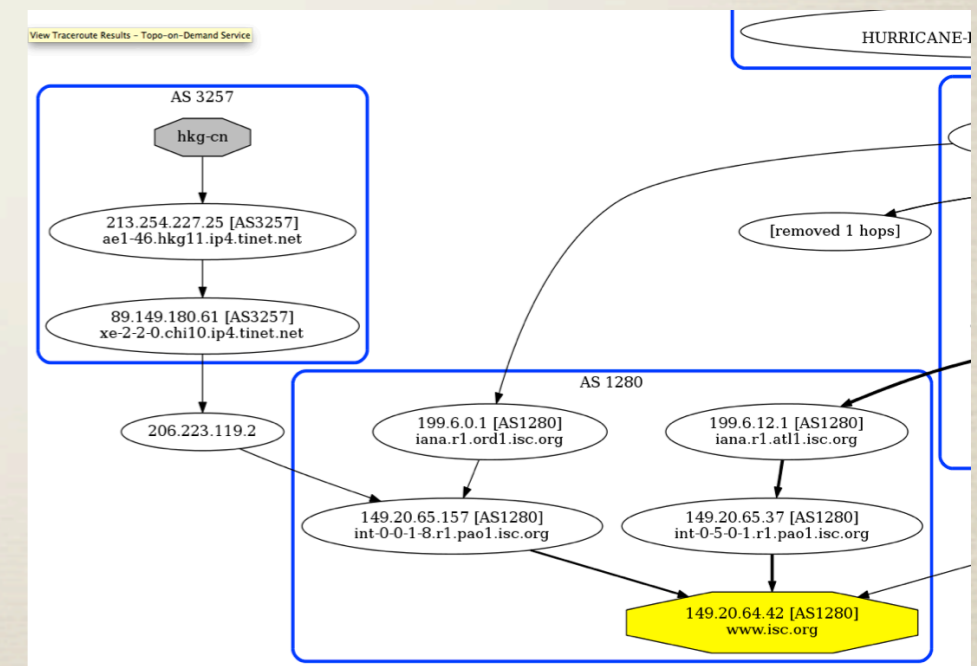 View Traceroute Results - Topo-on-Demand Service
HURRICANE-
AS 3257
hkg-cn
213.254.227.25 [AS3257]
ae1-46.hkg11.ip4.tinet.net
[removed 1 hops]
89.149.180.61 [AS3257]
xe-2-2-0.chi10.ip4.tinet.net
AS 1280
206.223.119.2
199.6.0.1 [AS1280]
iana.r1.ord1.isc.org
199.6.12.1 [AS1280]
iana.r1.atl1.isc.org
149.20.65.157 [AS1280]
int-0-0-1-8.r1.pao1.isc.org
149.20.65.37 [AS1280]
int-0-5-0-1.r1.pao1.isc.org
149.20.64.42 [AS1280]
www.isc.org